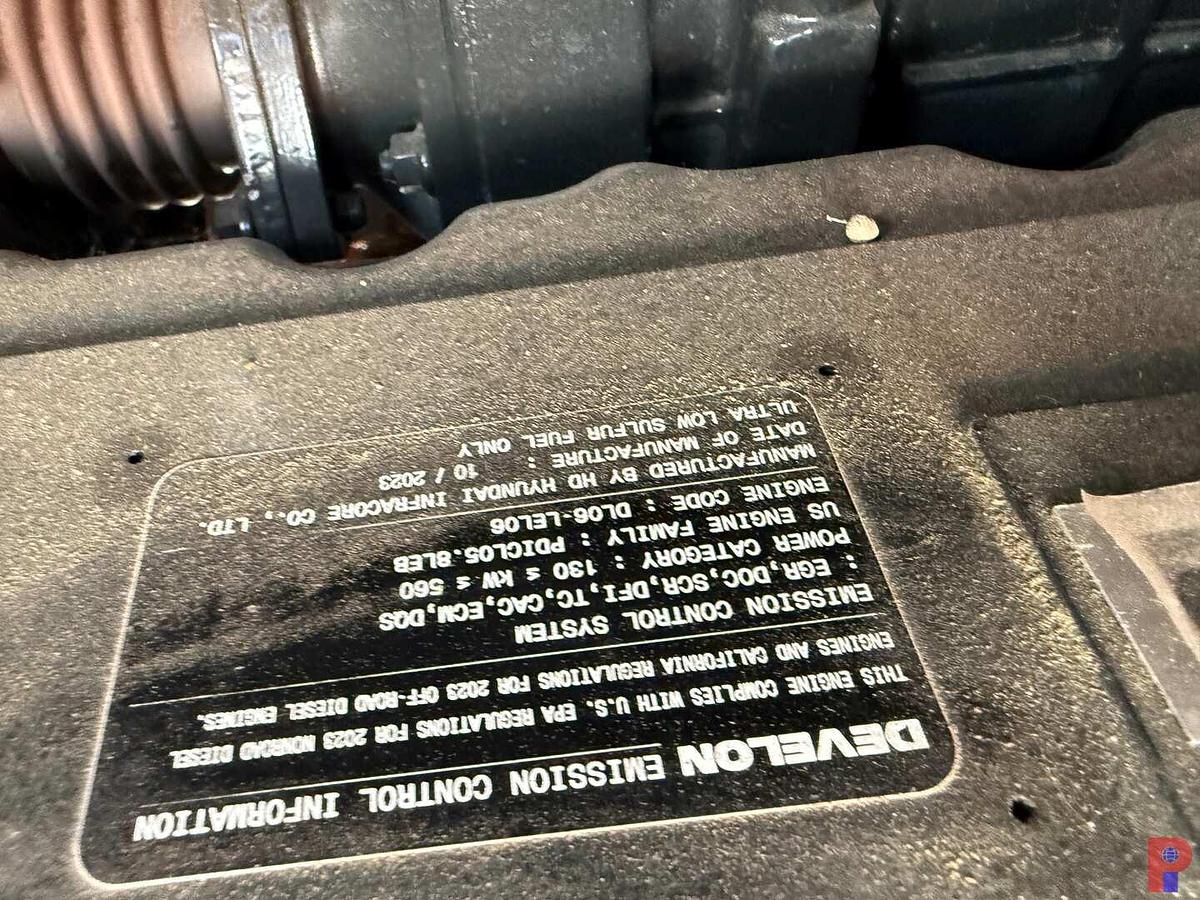 DEVELON EMISSION CONTROL INFORMATION
THIS ENGINE COMPLIES WITH U.S. EPA REGULATIONS FOR 2023 NONROAD DIESEL
ENGINES AND CALIFORNIA REGULATIONS FOR 2023 OFF-ROAD DIESEL ENGINES.
EMISSION CONTROL SYSTEM
: EGR,DOC,SCR,DFI,TC,CAC,ECM,DQS
POWER CATEGORY : 130 ≤ kW ≤ 560
US ENGINE FAMILY : PDICL05.8LEB
ENGINE CODE : DL06-LEL06
MANUFACTURED BY HD HYUNDAI INFRACORE CO., LTD.
DATE OF MANUFACTURE : 10 / 2023
ULTRA LOW SULFUR FUEL ONLY
PI